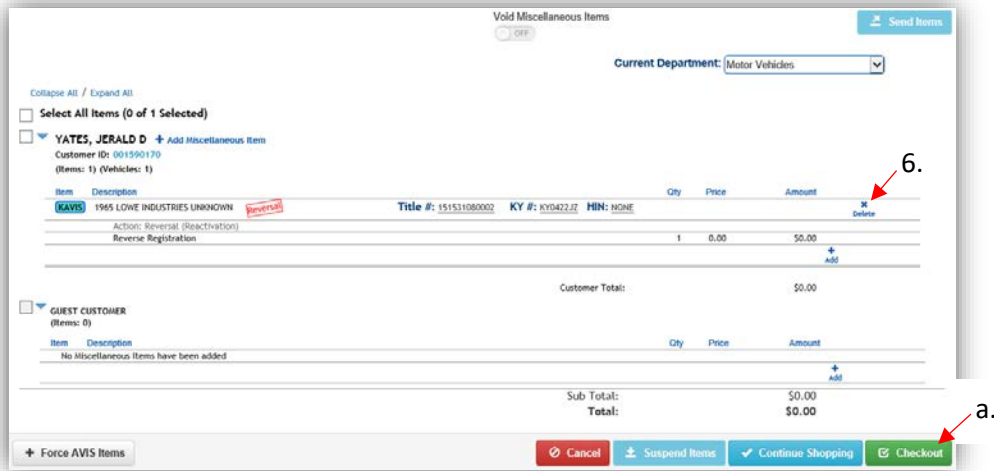 Void Miscellaneous Items
OFF
Send Items
Current Department: Motor Vehicles
Collapse All / Expand All
Select All Items (0 of 1 Selected)
YATES, JERALD D + Add Miscellaneous Item
Customer ID: 001590170
(Items: 1) (Vehicles: 1)
6.
Item Description Qty Price Amount
KAVIS 1965 LOWE INDUSTRIES UNKNOWN Reversal Title #: 151531080002 KY #: KY0422JZ HIN: NONE Delete
Action: Reversal (Reactivation)
Reverse Registration 1 0.00 $0.00
+ Add
Customer Total: $0.00
GUEST CUSTOMER
(Items: 0)
Item Description Qty Price Amount
No Miscellaneous Items have been added
+ Add
Sub Total: $0.00
Total: $0.00
a.
+ Force AVIS Items Cancel Suspend Items Continue Shopping Checkout